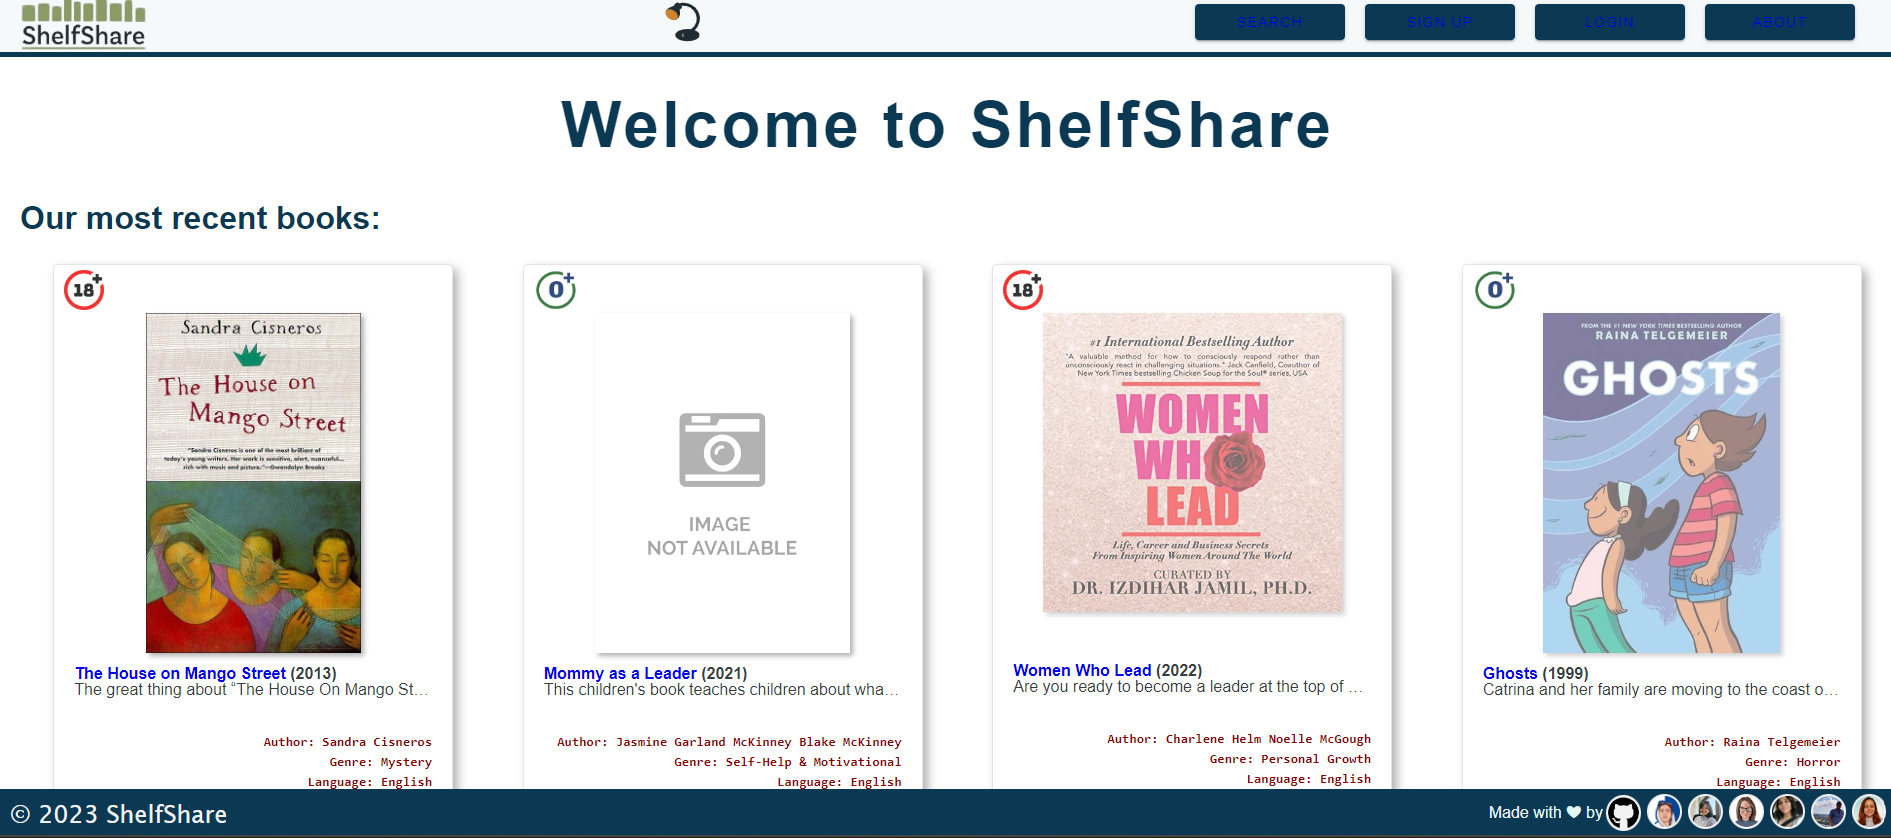 ShelfShare
SEARCH
SIGN UP
LOGIN
ABOUT
Welcome to ShelfShare
Our most recent books:
18+
Sandra Cisneros
The House on
Mango Street
"Sandra Cisneros is one of the most brilliant of
today's young writers. Her work is sensitive, alert, nuanceful...
rich with music and picture."—Gwendolyn Brooks
The House on Mango Street (2013)
The great thing about “The House On Mango St…
Author: Sandra Cisneros
Genre: Mystery
Language: English
0+
IMAGE
NOT AVAILABLE
Mommy as a Leader (2021)
This children's book teaches children about wha…
Author: Jasmine Garland McKinney Blake McKinney
Genre: Self-Help & Motivational
Language: English
18+
#1 International Bestselling Author
"A valuable method for how to consciously respond rather than
unconsciously react in challenging situations." Jack Canfield, Coauthor of
New York Times bestselling Chicken Soup for the Soul® series, USA
WOMEN
WHO
LEAD
Life, Career and Business Secrets
From Inspiring Women Around The World
CURATED BY
DR. IZDIHAR JAMIL, PH.D.
Women Who Lead (2022)
Are you ready to become a leader at the top of …
Author: Charlene Helm Noelle McGough
Genre: Personal Growth
Language: English
0+
FROM THE #1 NEW YORK TIMES BESTSELLING AUTHOR
RAINA TELGEMEIER
GHOSTS
Ghosts (1999)
Catrina and her family are moving to the coast o…
Author: Raina Telgemeier
Genre: Horror
Language: English
© 2023 ShelfShare
Made with ♥ by